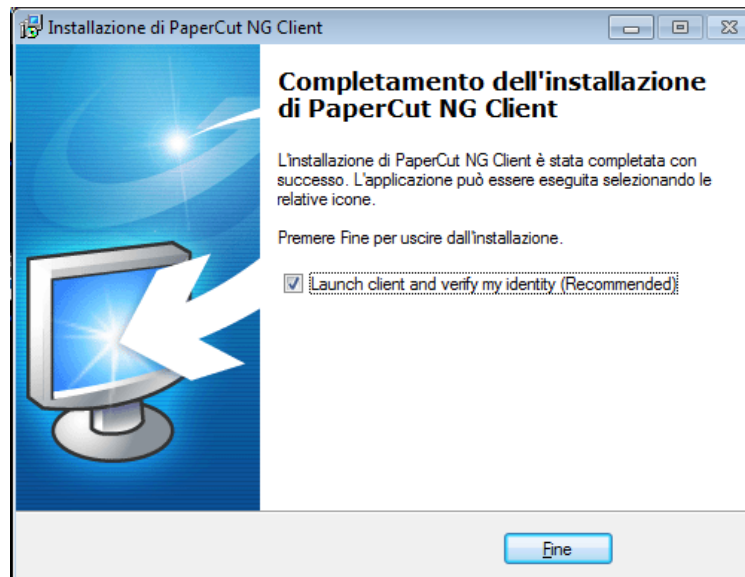 Installazione di PaperCut NG Client
Completamento dell'installazione
di PaperCut NG Client
L'installazione di PaperCut NG Client è stata completata con
successo. L'applicazione può essere eseguita selezionando le
relative icone.
Premere Fine per uscire dall'installazione.
Launch client and verify my identity (Recommended)
Fine